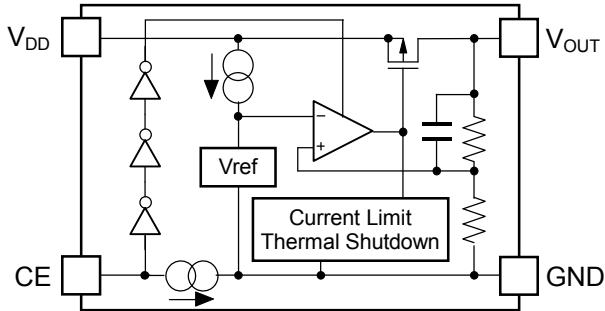 VDD
VOUT
−
+
Vref
Current Limit
Thermal Shutdown
CE
GND